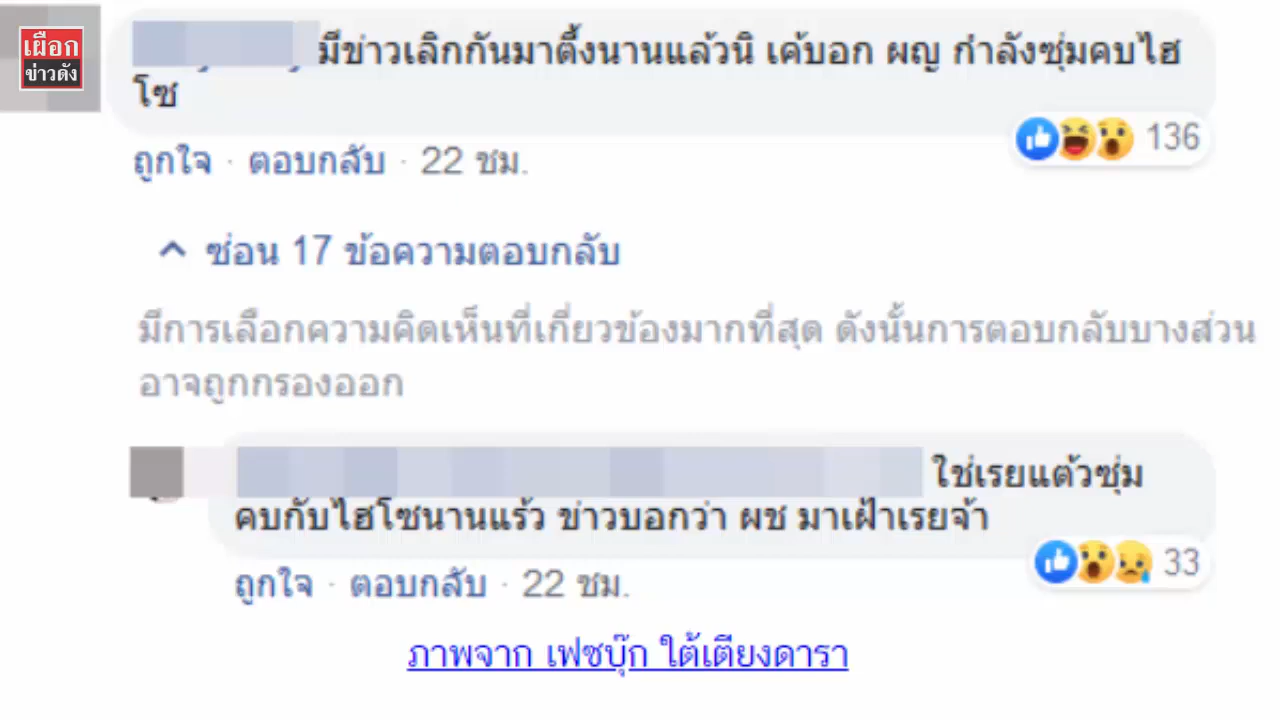 เผือก
ข่าวดัง
มีข่าวเลิกกันมาตั้งนานแล้วนิ เค้บอก ผญ กำลังซุ่มคบไฮ
โซ
136
ถูกใจ · ตอบกลับ · 22 ชม.
ซ่อน 17 ข้อความตอบกลับ
มีการเลือกความคิดเห็นที่เกี่ยวข้องมากที่สุด ดังนั้นการตอบกลับบางส่วน
อาจถูกกรองออก
ใช่เรยแต้วซุ่ม
คบกับไฮโซนานแร้ว ข่าวบอกว่า ผช มาเฝ้าเรยจ้า
33
ถูกใจ · ตอบกลับ · 22 ชม.
ภาพจาก เฟซบุ๊ก ใต้เตียงดารา